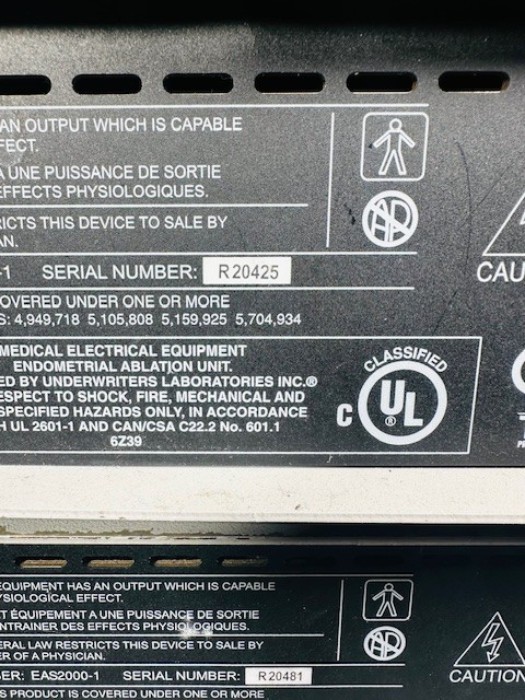 AN OUTPUT WHICH IS CAPABLE
FECT.
A UNE PUISSANCE DE SORTIE
EFFECTS PHYSIOLOGIQUES.
RICTS THIS DEVICE TO SALE BY
AN.
-1 SERIAL NUMBER: R20425
COVERED UNDER ONE OR MORE
S: 4,949,718 5,105,808 5,159,925 5,704,934
AP
CAU
MEDICAL ELECTRICAL EQUIPMENT
ENDOMETRIAL ABLATION UNIT.
ED BY UNDERWRITERS LABORATORIES INC.®
ESPECT TO SHOCK, FIRE, MECHANICAL AND
SPECIFIED HAZARDS ONLY, IN ACCORDANCE
H UL 2601-1 AND CAN/CSA C22.2 No. 601.1
6Z39
CLASSIFIED
C UL ®
EQUIPMENT HAS AN OUTPUT WHICH IS CAPABLE
YSIOLOGICAL EFFECT.
ET ÉQUIPEMENT A UNE PUISSANCE DE SORTIE
NTRAINER DES EFFECTS PHYSIOLOGIQUES.
ERAL LAW RESTRICTS THIS DEVICE TO SALE BY
ER OF A PHYSICIAN.
BER: EAS2000-1 SERIAL NUMBER: R20481
S PRODUCT IS COVERED UNDER ONE OR MORE
AP
CAUTION